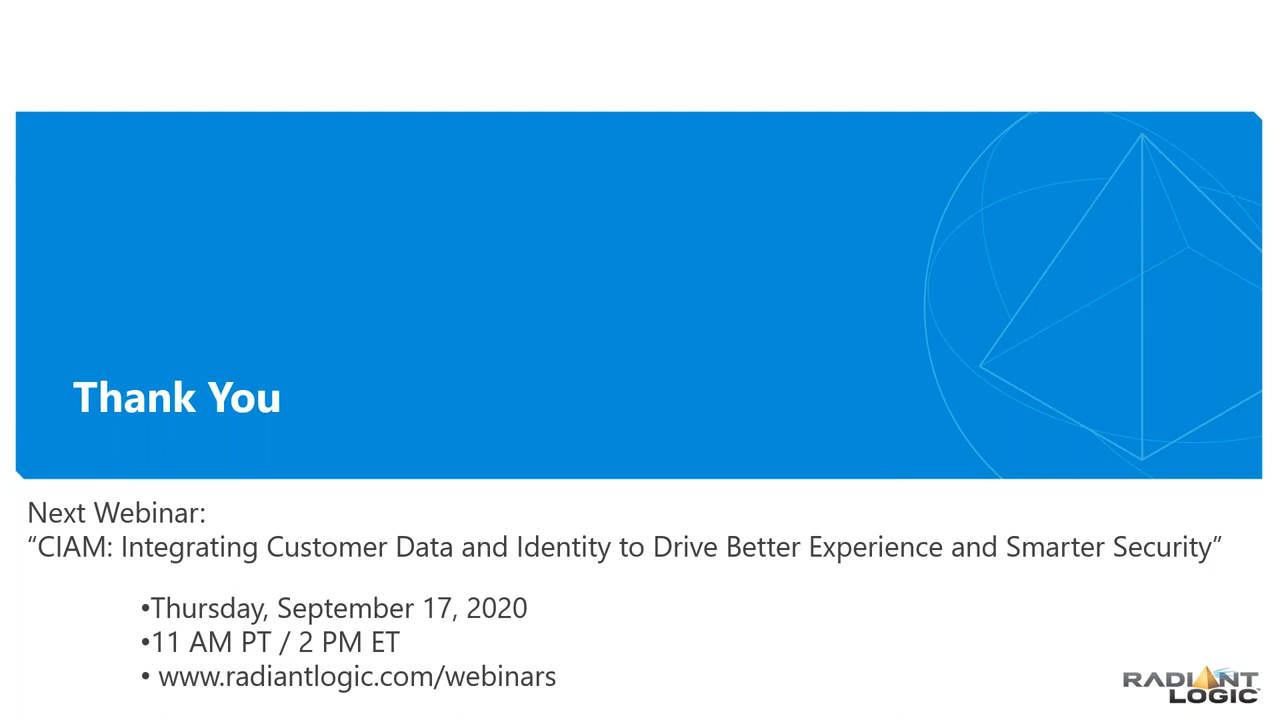 Thank You
Next Webinar:
“CIAM: Integrating Customer Data and Identity to Drive Better Experience and Smarter Security”
•Thursday, September 17, 2020
•11 AM PT / 2 PM ET
• www.radiantlogic.com/webinars
RADIANT
LOGIC